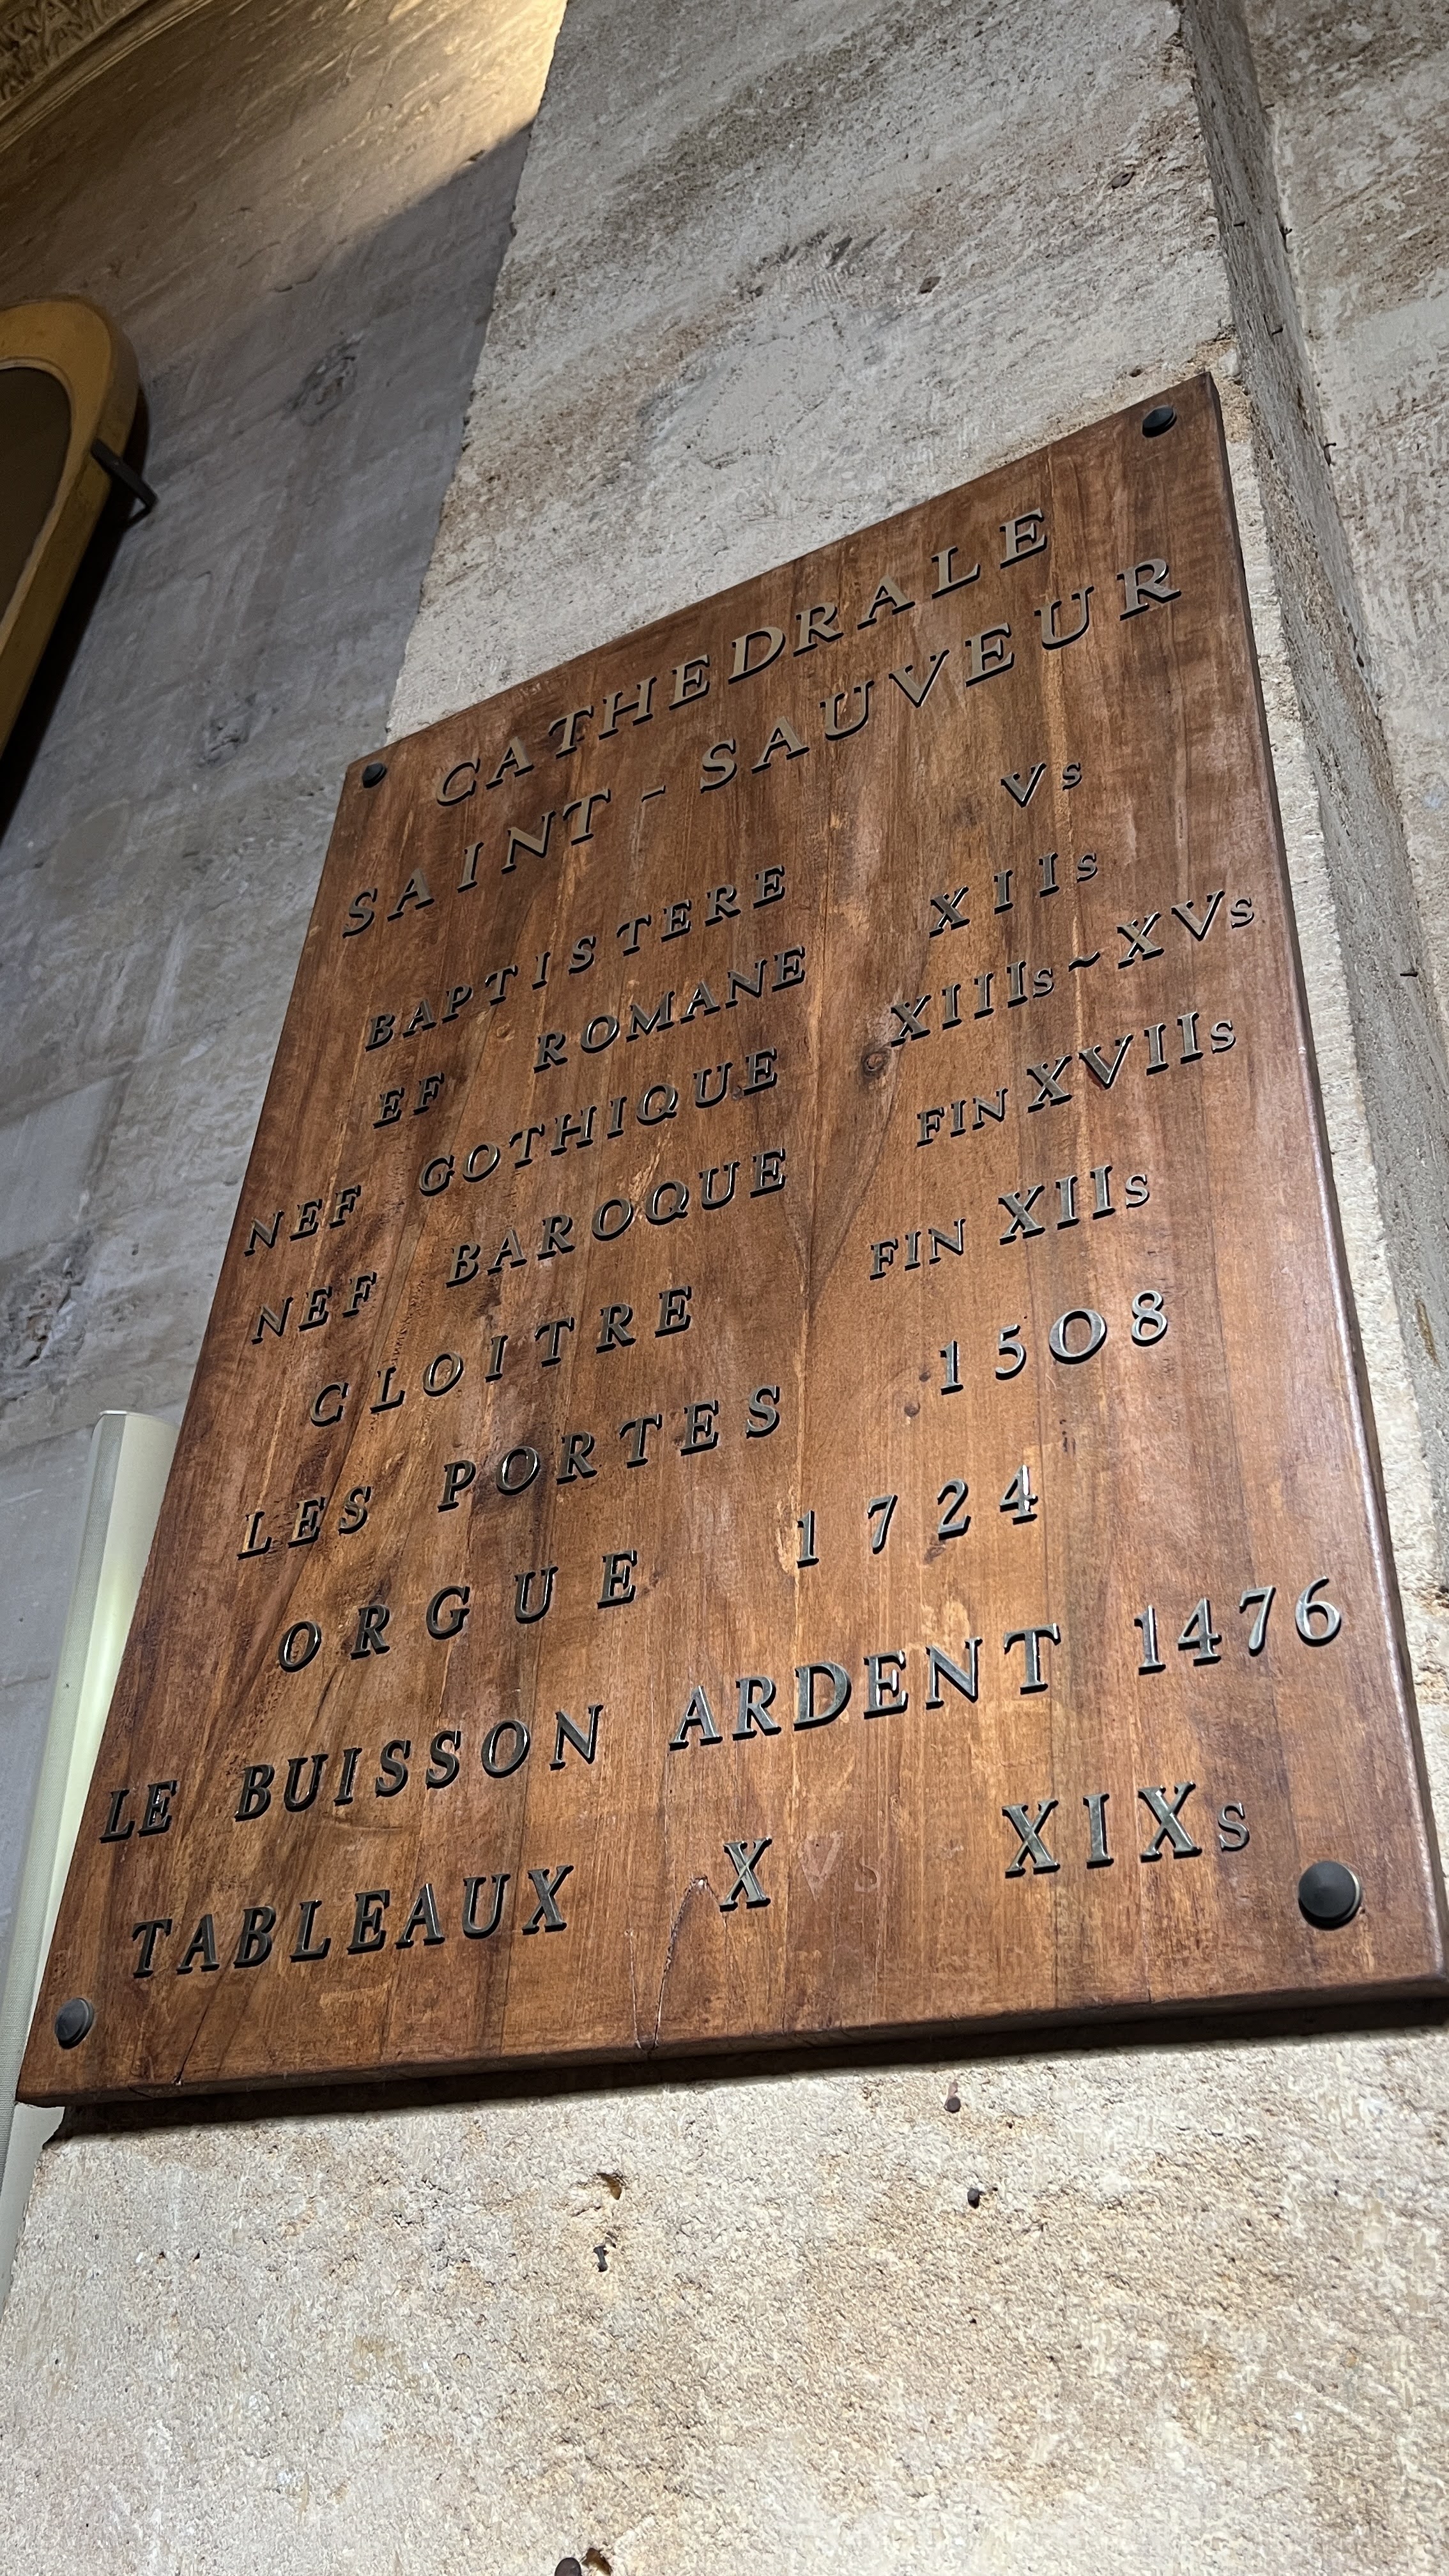 CATHEDRALE
SAINT - SAUVEUR
BAPTISTERE Vs
EF ROMANE XIIs
NEF GOTHIQUE XIIIs~XVs
NEF BAROQUE FIN XVIIs
CLOITRE FIN XIIs
LES PORTES 1508
ORGUE 1724
LE BUISSON ARDENT 1476
TABLEAUX X XIXs